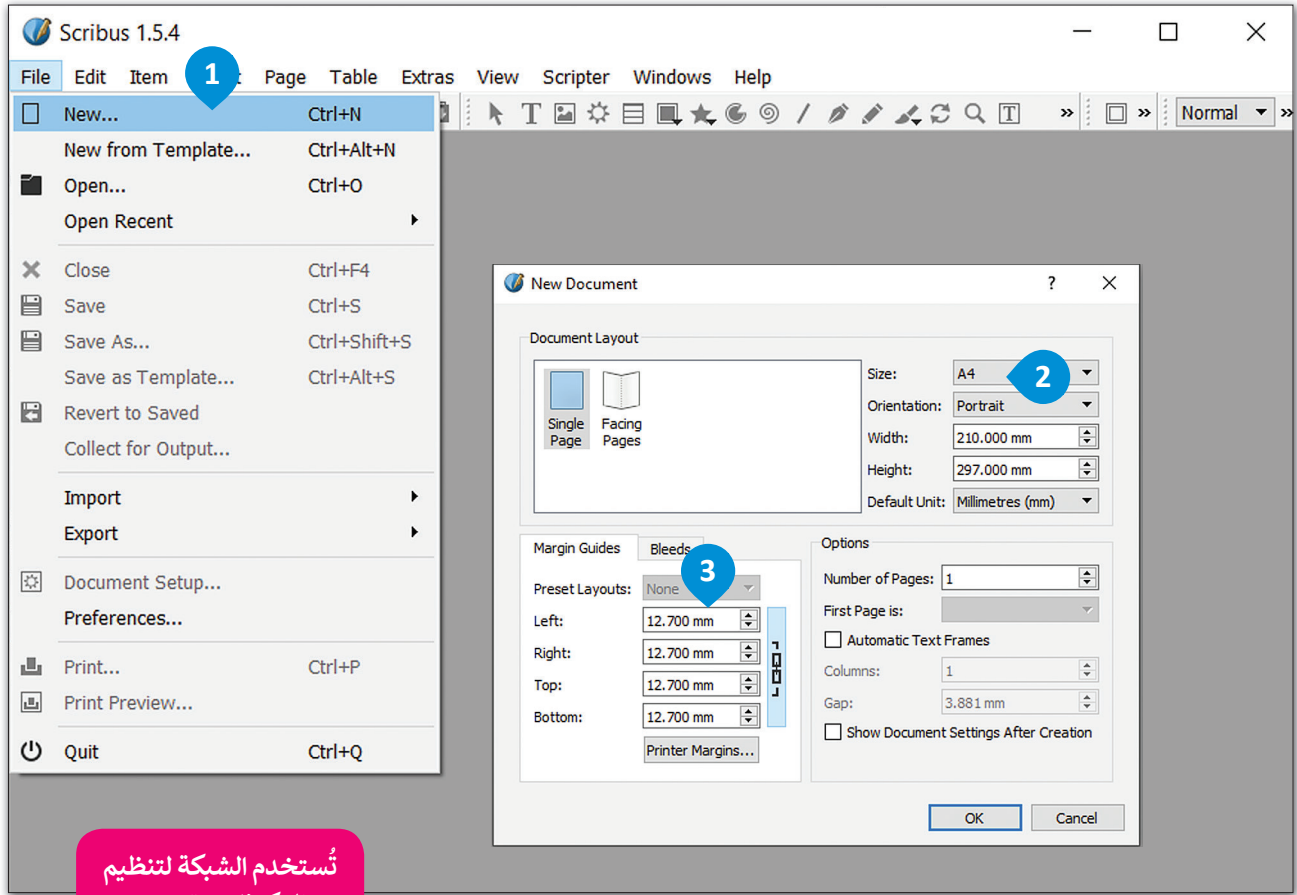 Scribus 1.5.4
File Edit Item Page Table Extras View Scripter Windows Help
1
New... Ctrl+N
Normal
New from Template... Ctrl+Alt+N
Open... Ctrl+O
Open Recent
Close Ctrl+F4
Save Ctrl+S
Save As... Ctrl+Shift+S
Save as Template... Ctrl+Alt+S
Revert to Saved
Collect for Output...
Import
Export
Document Setup...
Preferences...
Print... Ctrl+P
Print Preview...
Quit Ctrl+Q
New Document
Document Layout
Single Page
Facing Pages
Size: A4
2
Orientation: Portrait
Width: 210.000 mm
Height: 297.000 mm
Default Unit: Millimetres (mm)
Margin Guides Bleeds
3
Preset Layouts: None
Left: 12.700 mm
Right: 12.700 mm
Top: 12.700 mm
Bottom: 12.700 mm
Printer Margins...
Options
Number of Pages: 1
First Page is:
Automatic Text Frames
Columns: 1
Gap: 3.881 mm
Show Document Settings After Creation
OK Cancel
تُستخدم الشبكة لتنظيم